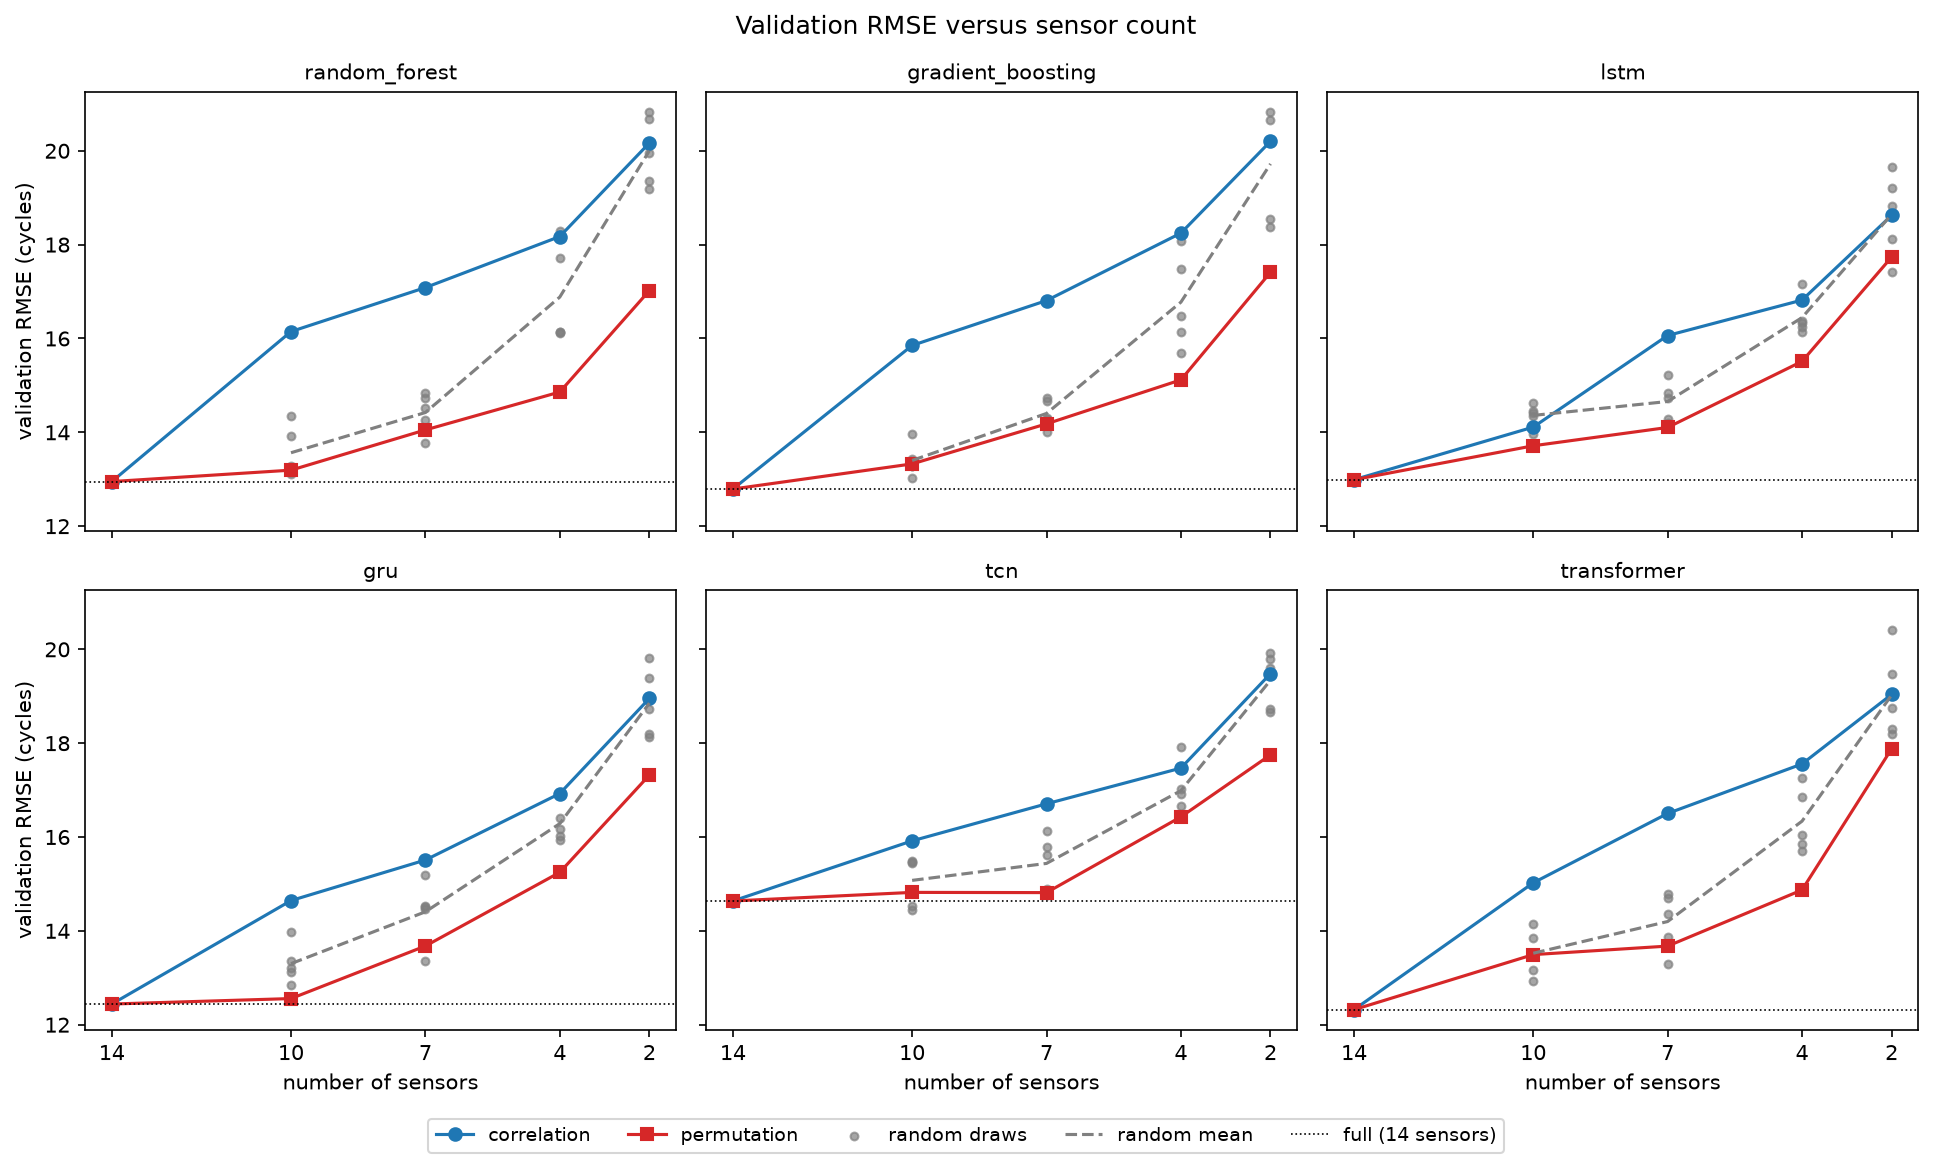 Validation RMSE versus sensor count
random_forest
gradient_boosting
lstm
validation RMSE (cycles)
20
18
16
14
12
gru
tcn
transformer
validation RMSE (cycles)
20
18
16
14
12
14 10 7 4 2
14 10 7 4 2
14 10 7 4 2
number of sensors
number of sensors
number of sensors
correlation permutation random draws random mean full (14 sensors)